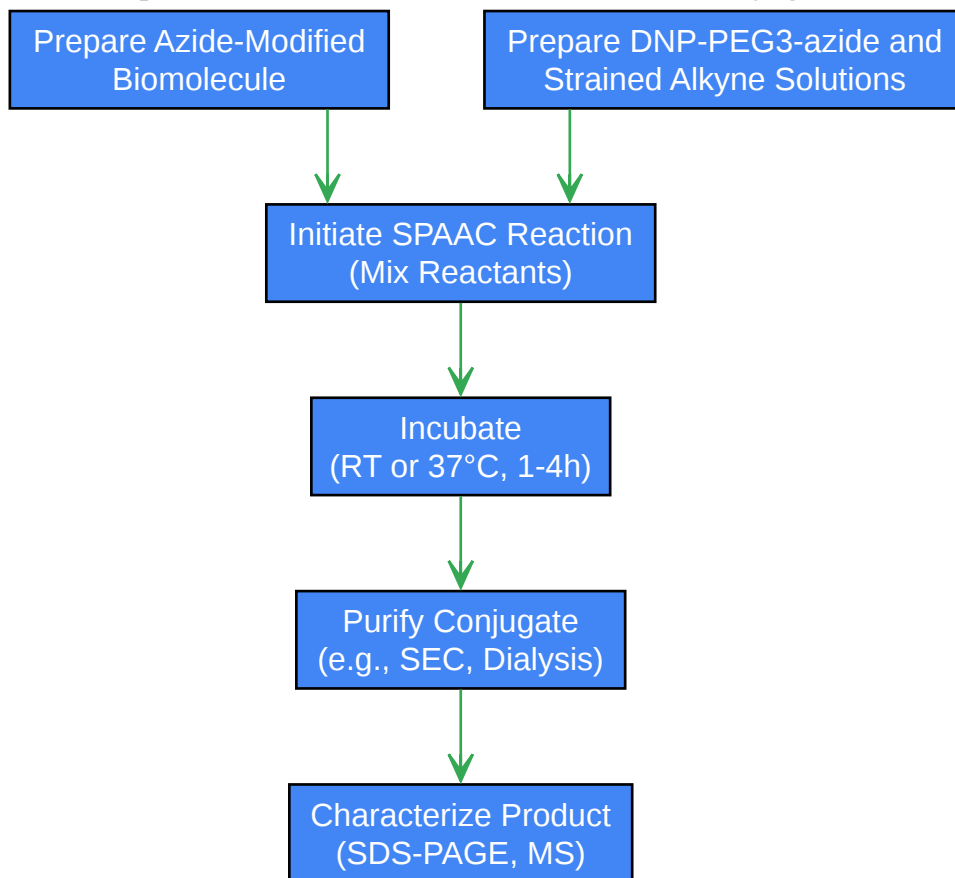 Prepare Azide-Modified
Biomolecule
Prepare DNP-PEG3-azide and
Strained Alkyne Solutions
Initiate SPAAC Reaction
(Mix Reactants)
Incubate
(RT or 37°C, 1-4h)
Purify Conjugate
(e.g., SEC, Dialysis)
Characterize Product
(SDS-PAGE, MS)